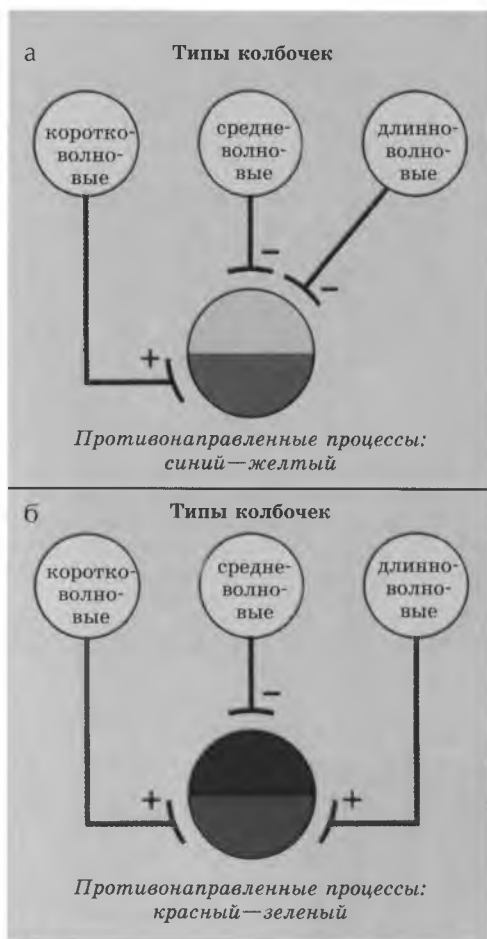 а
Типы колбочек
коротко-
волно-
вые
средне-
волно-
вые
длинно-
волно-
вые
−
−
+
Противонаправленные процессы:
синий—желтый
б
Типы колбочек
коротко-
волно-
вые
средне-
волно-
вые
длинно-
волно-
вые
−
+
+
Противонаправленные процессы:
красный—зеленый